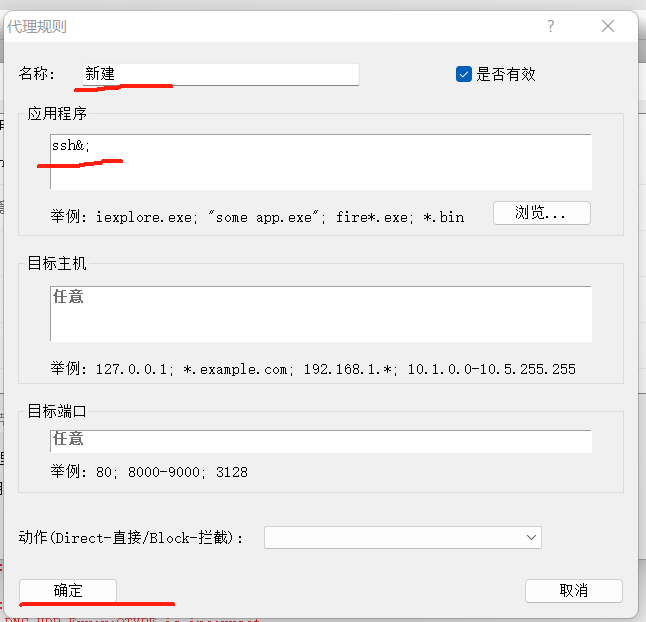 代理规则
名称: 新建 是否有效
应用程序
ssh&;
举例: iexplore.exe; "some app.exe"; fire*.exe; *.bin 浏览...
目标主机
任意
举例: 127.0.0.1; *.example.com; 192.168.1.*; 10.1.0.0-10.5.255.255
目标端口
任意
举例: 80; 8000-9000; 3128
动作(Direct-直接/Block-拦截):
确定 取消